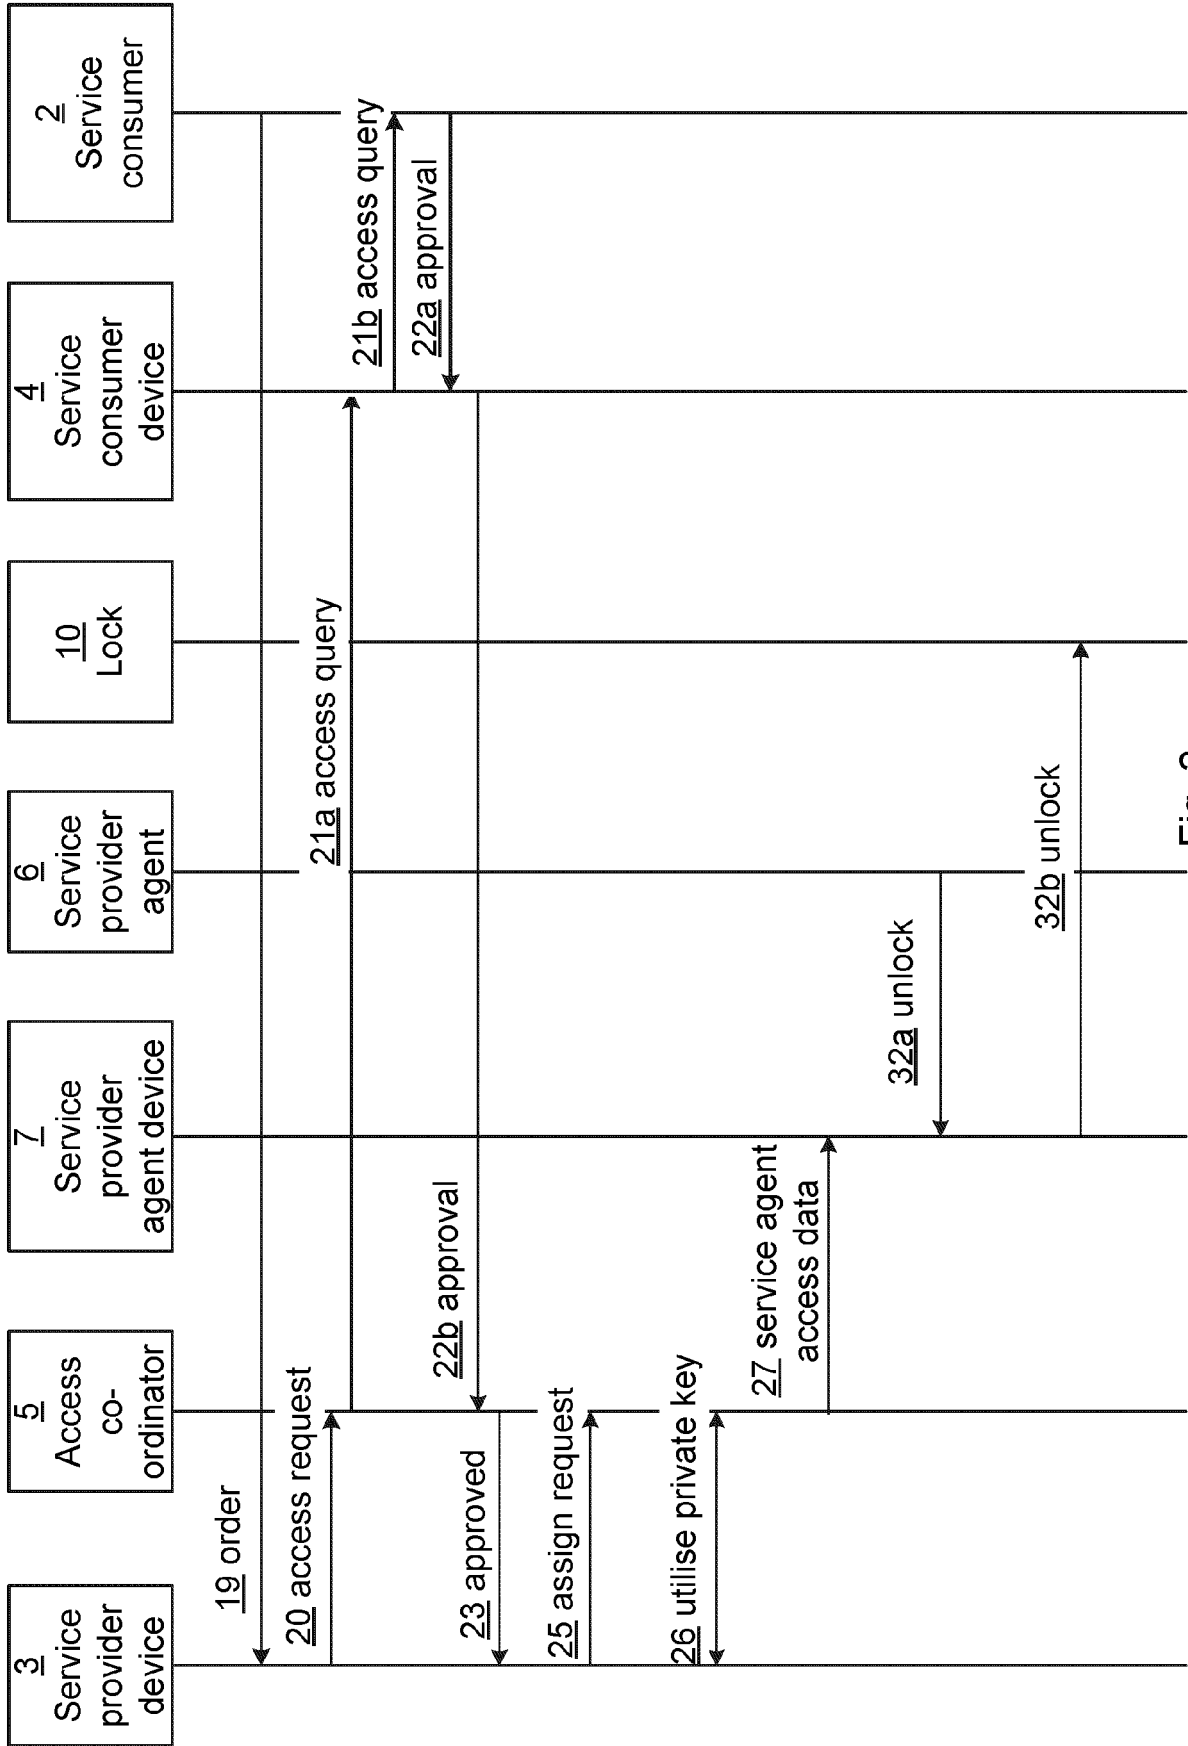 3
Service
provider
device
5
Access
co-
ordinator
7
Service
provider
agent device
6
Service
provider
agent
10
Lock
4
Service
consumer
device
2
Service
consumer
19 order
20 access request
21a access query
21b access query
22a approval
22b approval
23 approved
25 assign request
26 utilise private key
27 service agent
access data
32a unlock
32b unlock
Fig.